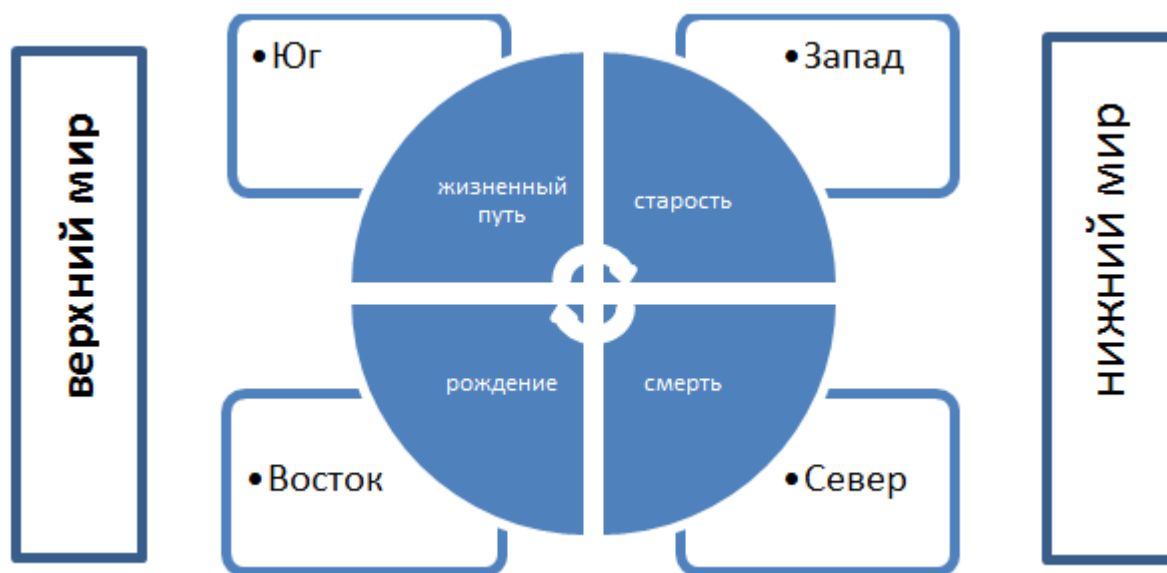 верхний мир
•Юг
•Запад
жизненный
путь
старость
рождение
смерть
•Восток
•Север
нижний мир